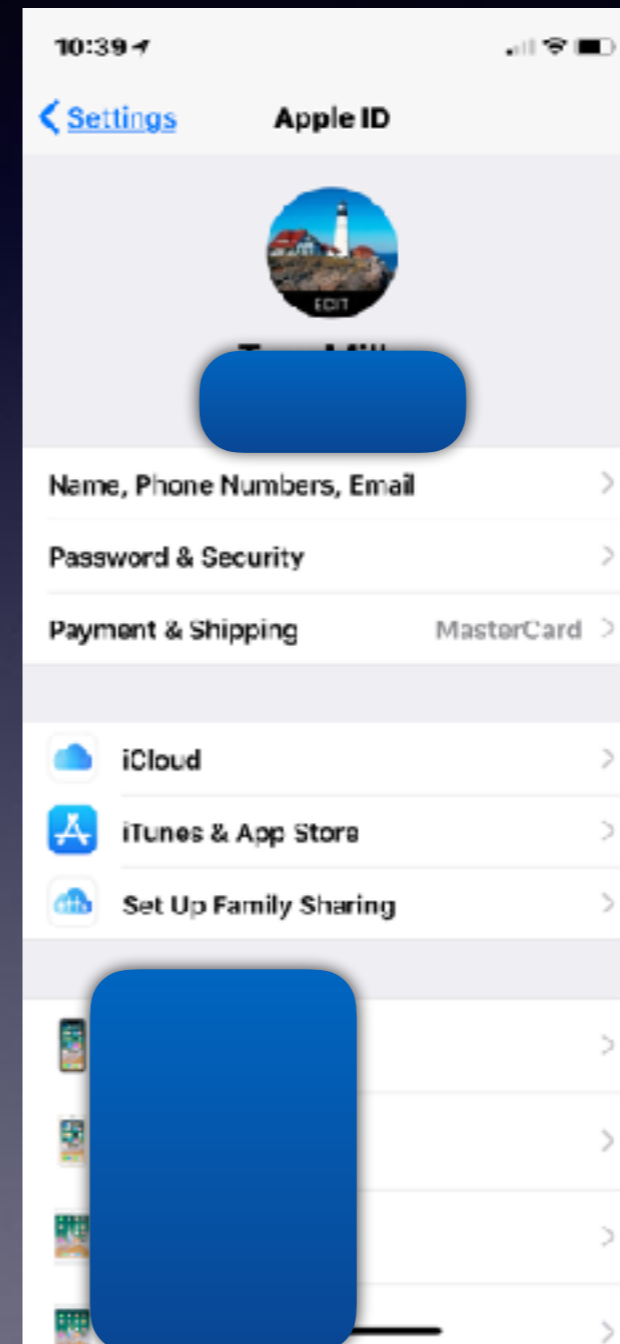 10:39
Settings
Apple ID
EDIT
Name, Phone Numbers, Email
Password & Security
Payment & Shipping MasterCard
iCloud
iTunes & App Store
Set Up Family Sharing